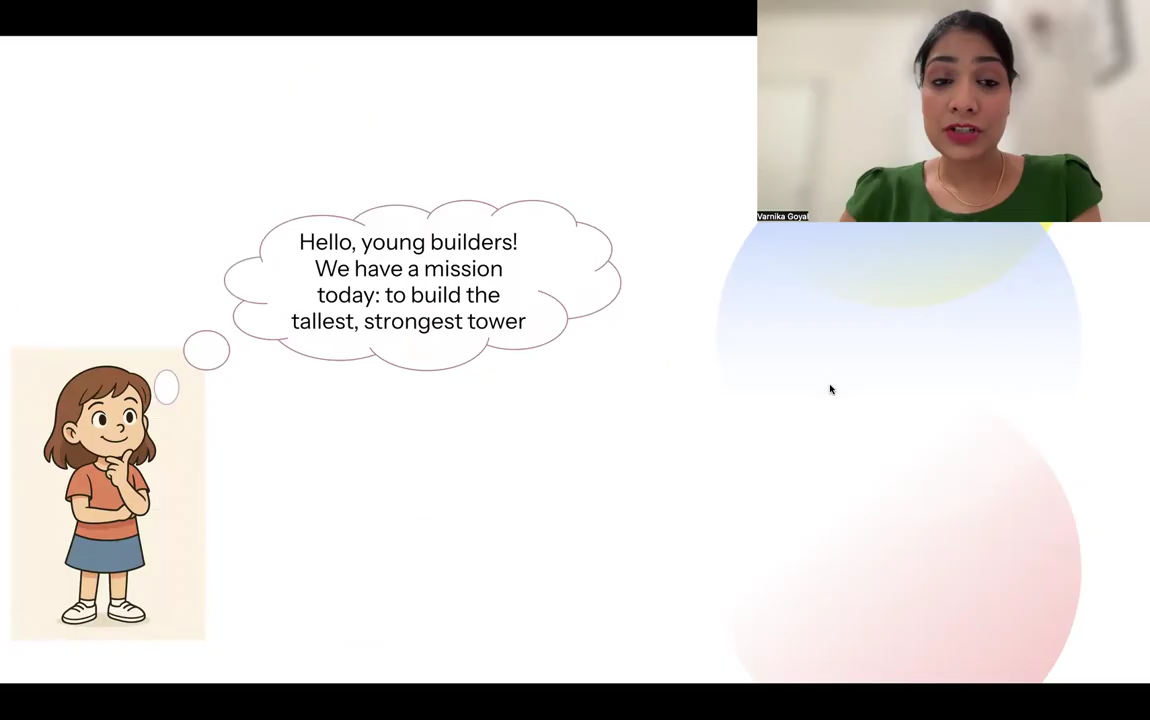 Varnika Goyal
Hello, young builders!
We have a mission
today: to build the
tallest, strongest tower